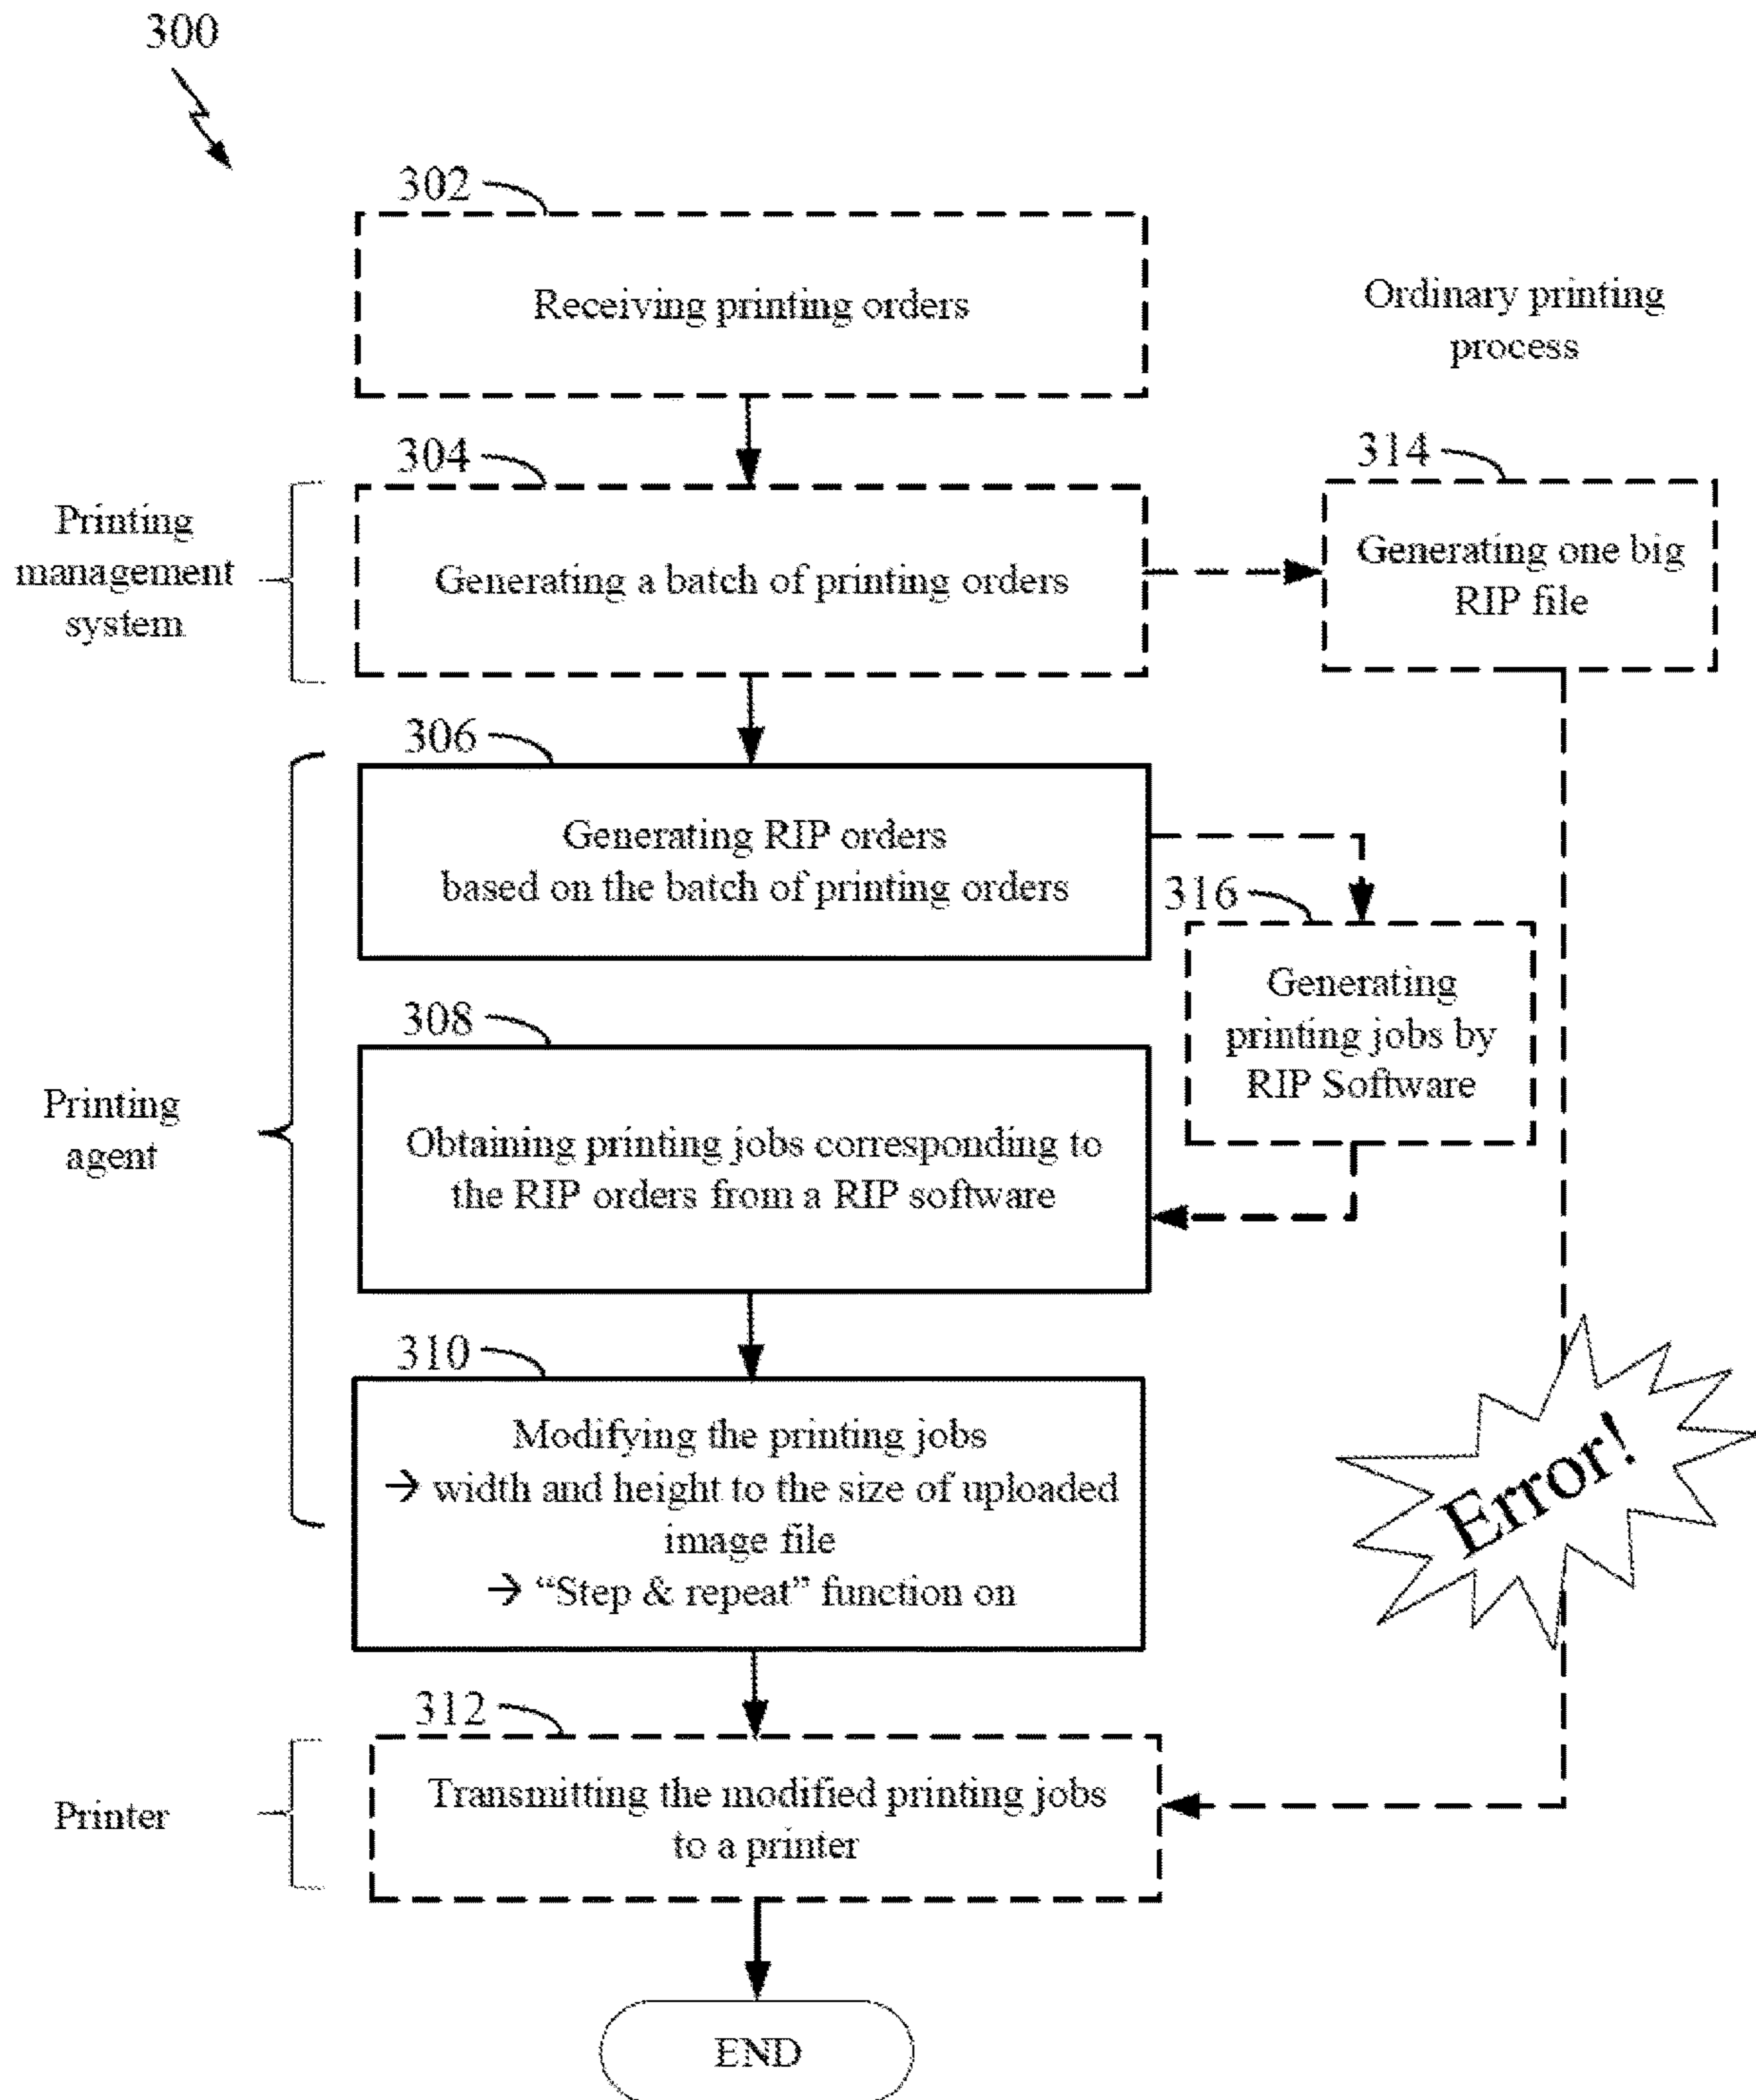 300
302
Receiving printing orders
Ordinary printing
process
304
314
Printing
management
system
Generating a batch of printing orders
Generating one big
RIP file
306
Generating RIP orders
based on the batch of printing orders
316
Generating
printing jobs by
RIP Software
308
Printing
agent
Obtaining printing jobs corresponding to
the RIP orders from a RIP software
310
Modifying the printing jobs
→ width and height to the size of uploaded
image file
→ “Step & repeat” function on
Error!
312
Printer
Transmitting the modified printing jobs
to a printer
END